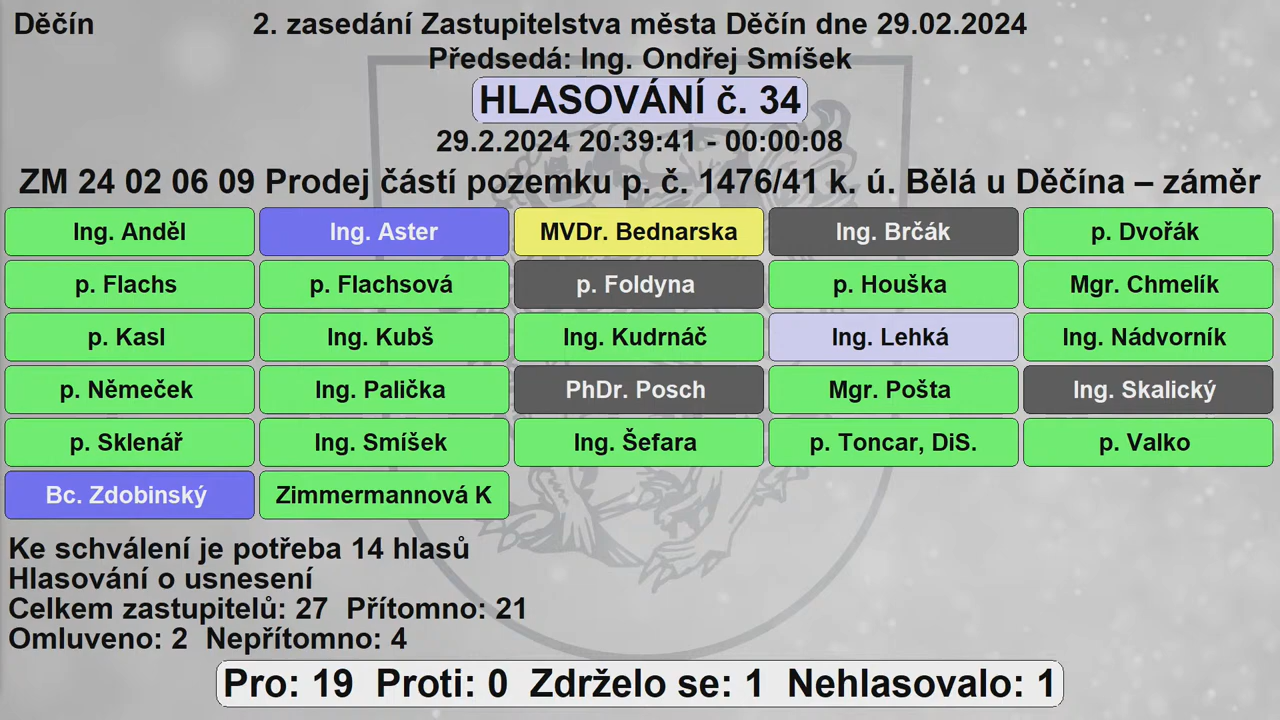 Děčín 2. zasedání Zastupitelstva města Děčín dne 29.02.2024
Předsedá: Ing. Ondřej Smíšek
HLASOVÁNÍ č. 34
29.2.2024 20:39:41 - 00:00:08
ZM 24 02 06 09 Prodej částí pozemku p. č. 1476/41 k. ú. Bělá u Děčína – záměr
Ing. Anděl Ing. Aster MVDr. Bednarska Ing. Brčák p. Dvořák
p. Flachs p. Flachsová p. Foldyna p. Houška Mgr. Chmelík
p. Kasl Ing. Kubš Ing. Kudrnáč Ing. Lehká Ing. Nádvorník
p. Němeček Ing. Palička PhDr. Posch Mgr. Pošta Ing. Skalický
p. Sklenář Ing. Smíšek Ing. Šefara p. Toncar, DiS. p. Valko
Bc. Zdobinský Zimmermannová K
Ke schválení je potřeba 14 hlasů
Hlasování o usnesení
Celkem zastupitelů: 27 Přítomno: 21
Omluveno: 2 Nepřítomno: 4
Pro: 19 Proti: 0 Zdrželo se: 1 Nehlasovalo: 1